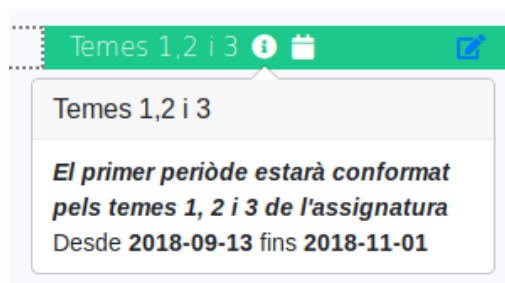 Temes 1,2 i 3
Temes 1,2 i 3
El primer periòde estarà conformat
pels temes 1, 2 i 3 de l'assignatura
Desde 2018-09-13 fins 2018-11-01